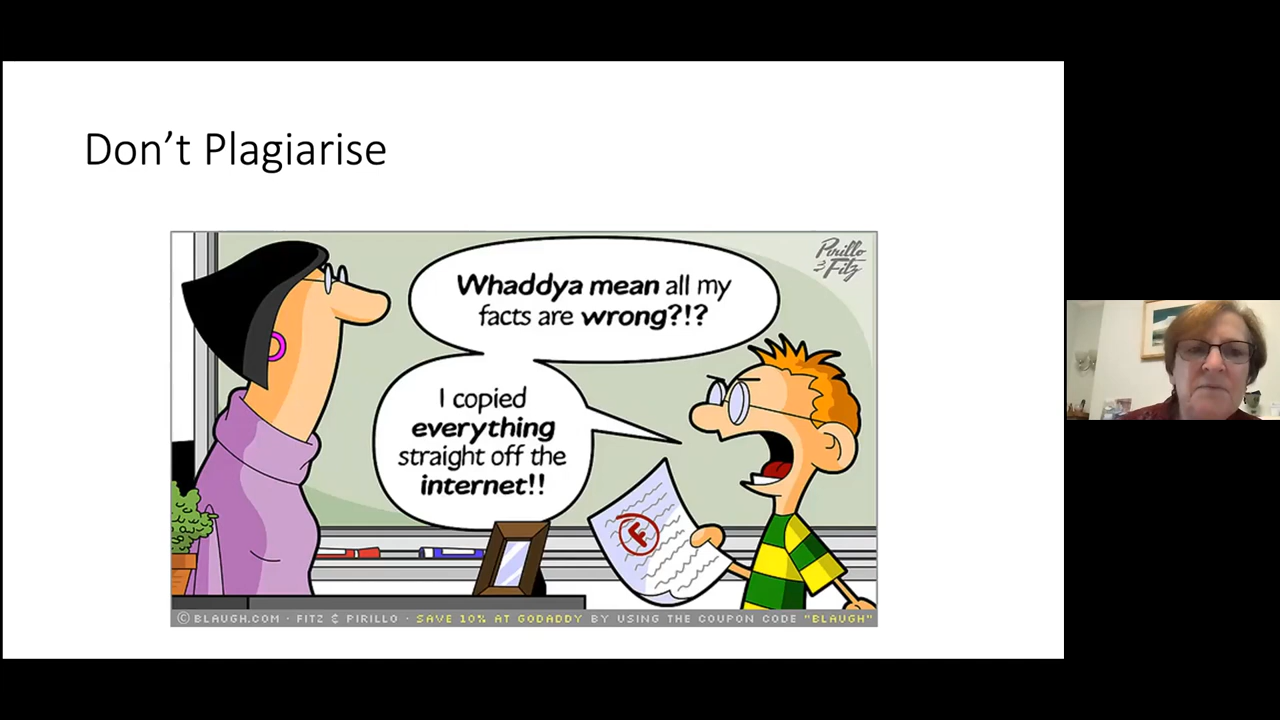 Don’t Plagiarise
Pirillo
& Fitz
Whaddya mean all my
facts are wrong?!?
I copied
everything
straight off the
internet!!
F
© BLAUGH.COM · FITZ & PIRILLO · SAVE 10% AT GODADDY BY USING THE COUPON CODE "BLAUGH"